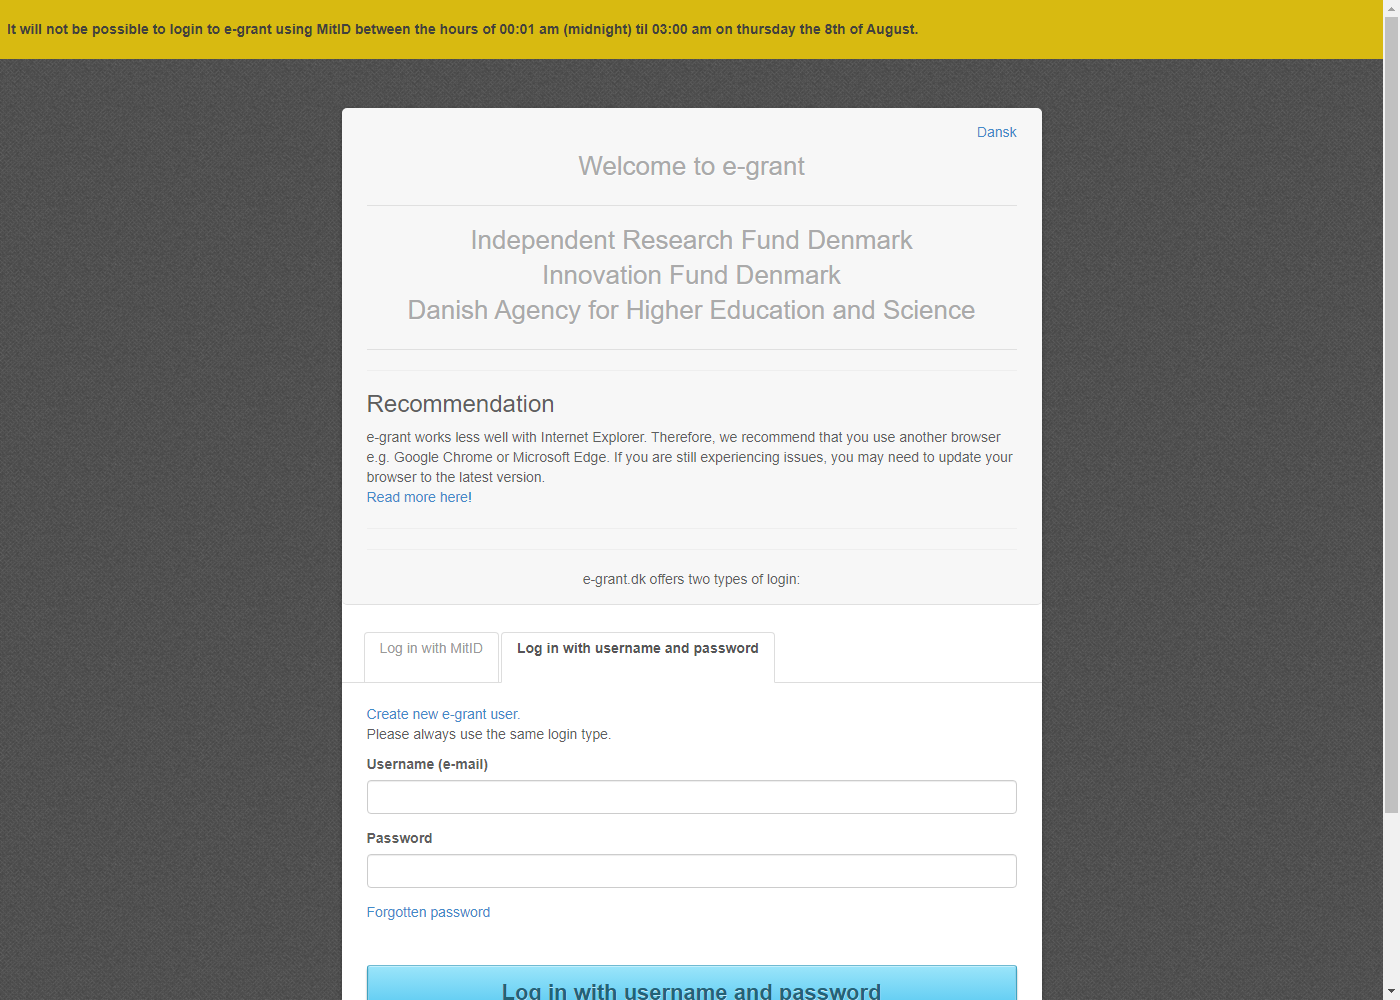 It will not be possible to login to e-grant using MitID between the hours of 00:01 am (midnight) til 03:00 am on thursday the 8th of August.
Dansk
Welcome to e-grant
Independent Research Fund Denmark
Innovation Fund Denmark
Danish Agency for Higher Education and Science
Recommendation
e-grant works less well with Internet Explorer. Therefore, we recommend that you use another browser
e.g. Google Chrome or Microsoft Edge. If you are still experiencing issues, you may need to update your
browser to the latest version.
Read more here!
e-grant.dk offers two types of login:
Log in with MitID
Log in with username and password
Create new e-grant user.
Please always use the same login type.
Username (e-mail)
Password
Forgotten password
Log in with username and password